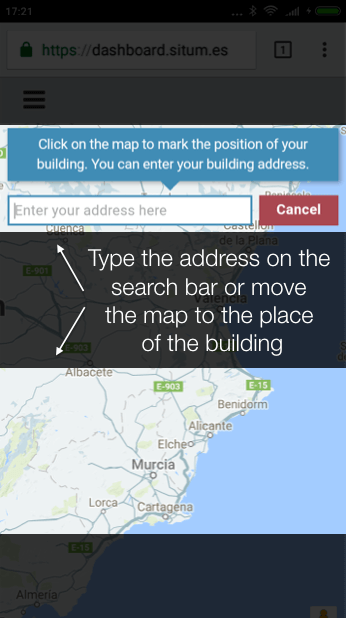 17:21
https://dashboard.situm.es
1
Click on the map to mark the position of your
building. You can enter your building address.
Enter your address here
Cancel
Cuenca
Castellón
de la Plana
E-901
Type the address on the
search bar or move
the map to the place
of the building
València
E-903
Albacete
E-903
E-15
Benidorm
Alicante
Elche
Murcia
Lorca
Cartagena
E-15
Almería